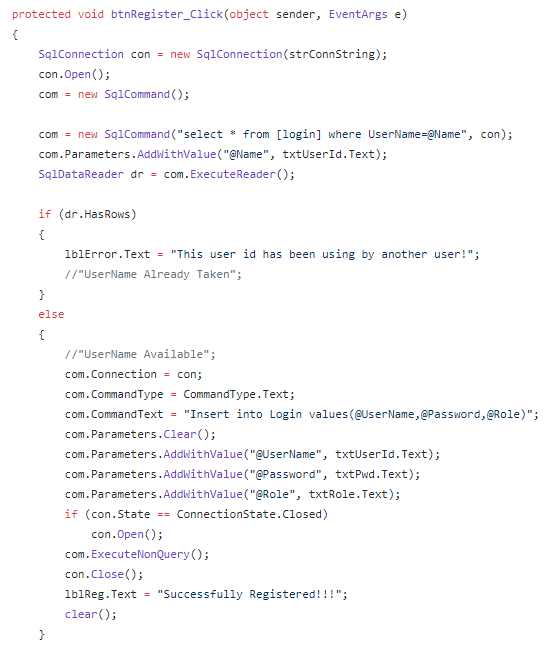 protected void btnRegister_Click(object sender, EventArgs e)
{
    SqlConnection con = new SqlConnection(strConnString);
    con.Open();
    com = new SqlCommand();

    com = new SqlCommand("select * from [login] where UserName=@Name", con);
    com.Parameters.AddWithValue("@Name", txtUserId.Text);
    SqlDataReader dr = com.ExecuteReader();

    if (dr.HasRows)
    {
        lblError.Text = "This user id has been using by another user!";
        //"UserName Already Taken";
    }
    else
    {
        //"UserName Available";
        com.Connection = con;
        com.CommandType = CommandType.Text;
        com.CommandText = "Insert into Login values(@UserName,@Password,@Role)";
        com.Parameters.Clear();
        com.Parameters.AddWithValue("@UserName", txtUserId.Text);
        com.Parameters.AddWithValue("@Password", txtPwd.Text);
        com.Parameters.AddWithValue("@Role", txtRole.Text);
        if (con.State == ConnectionState.Closed)
            con.Open();
        com.ExecuteNonQuery();
        con.Close();
        lblReg.Text = "Successfully Registered!!!";
        clear();
    }